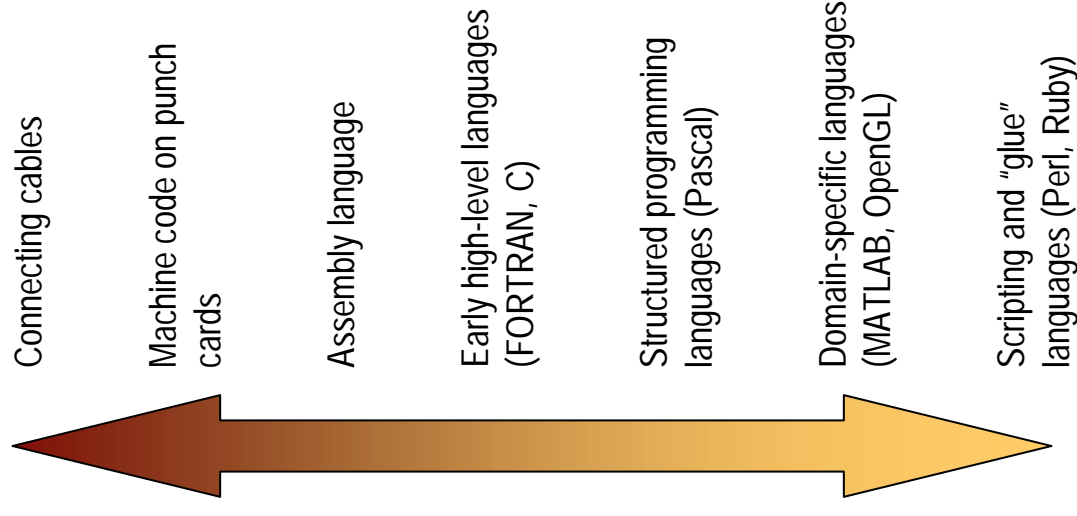 Connecting cables
Machine code on punch
cards
Assembly language
Early high-level languages
(FORTRAN, C)
Structured programming
languages (Pascal)
Domain-specific languages
(MATLAB, OpenGL)
Scripting and “glue”
languages (Perl, Ruby)